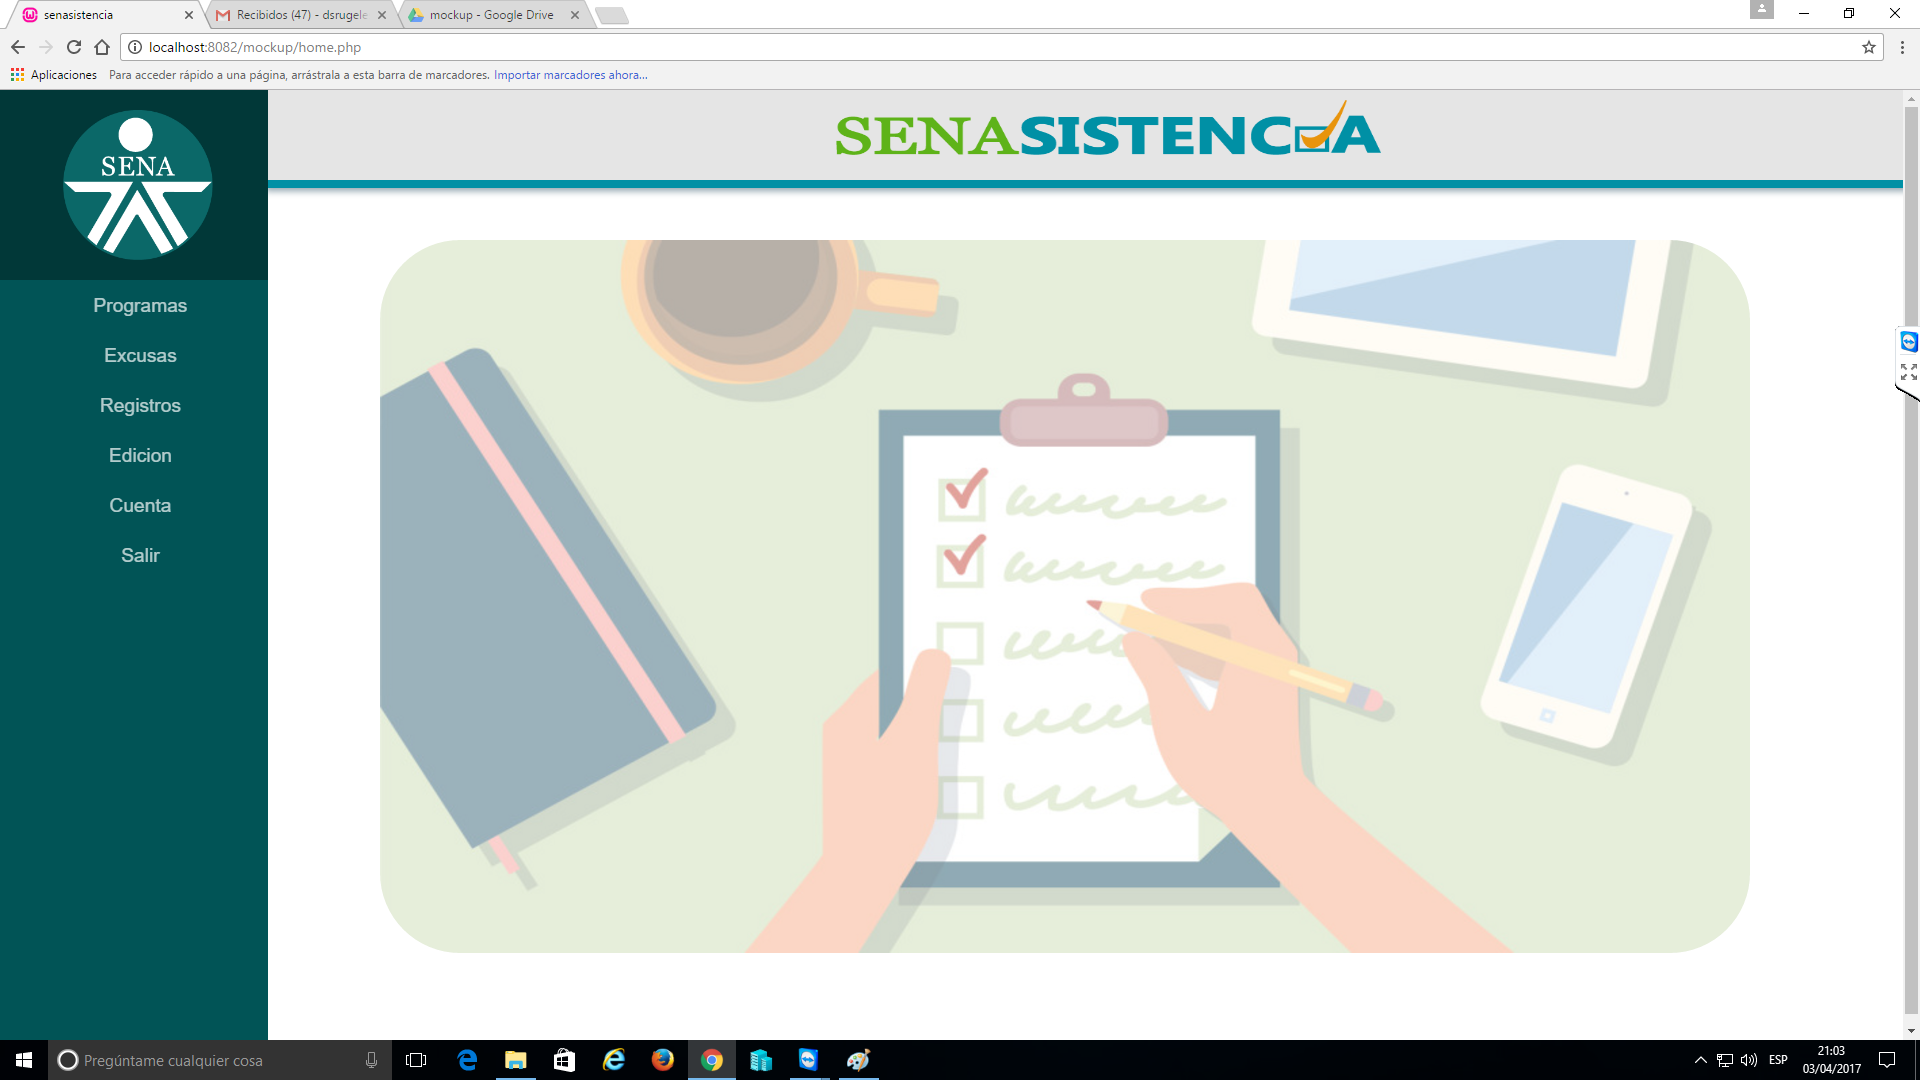 senasistencia
Recibidos (47) - dsrugele
mockup - Google Drive
localhost:8082/mockup/home.php
Aplicaciones
Para acceder rápido a una página, arrástrala a esta barra de marcadores. Importar marcadores ahora...
SENA
SENASISTENCIA
Programas
Excusas
Registros
Edicion
Cuenta
Salir
Pregúntame cualquier cosa
ESP
21:03
03/04/2017